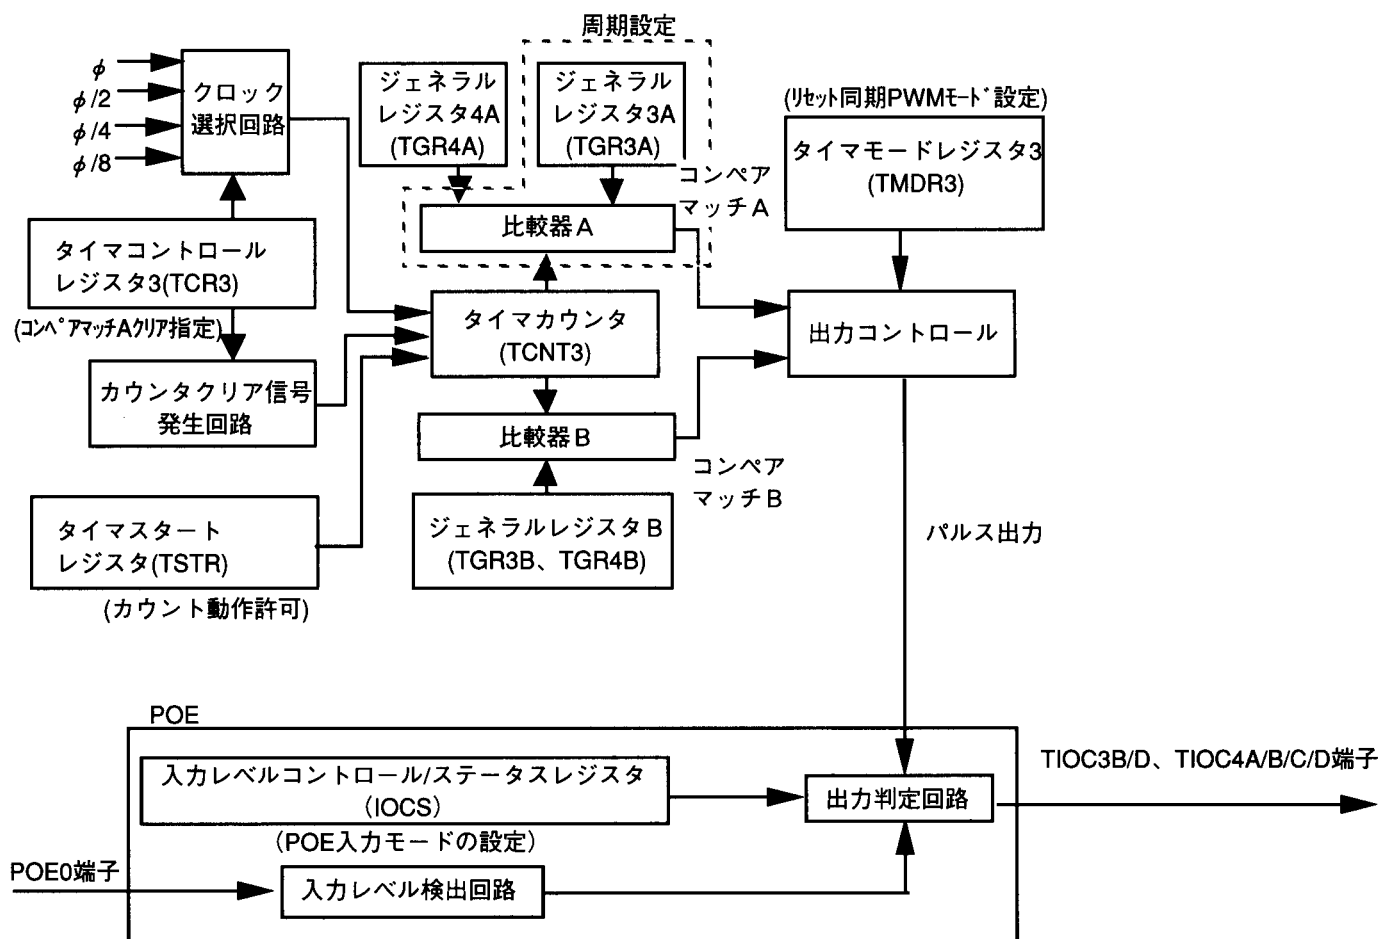 周期設定
φ
φ/2
φ/4
φ/8
クロック
選択回路
ジェネラル
レジスタ4A
(TGR4A)
ジェネラル
レジスタ3A
(TGR3A)
コンペア
マッチA
(リセット同期PWMモード設定)
タイマモードレジスタ3
(TMDR3)
比較器A
タイマコントロール
レジスタ3(TCR3)
(コンペアマッチAクリア指定)
タイマカウンタ
(TCNT3)
出力コントロール
カウンタクリア信号
発生回路
比較器B
コンペア
マッチB
タイマスタート
レジスタ(TSTR)
(カウント動作許可)
ジェネラルレジスタB
(TGR3B、TGR4B)
パルス出力
POE
入力レベルコントロール/ステータスレジスタ
(IOCS)
(POE入力モードの設定)
出力判定回路
TIOC3B/D、TIOC4A/B/C/D端子
POE0端子
入力レベル検出回路